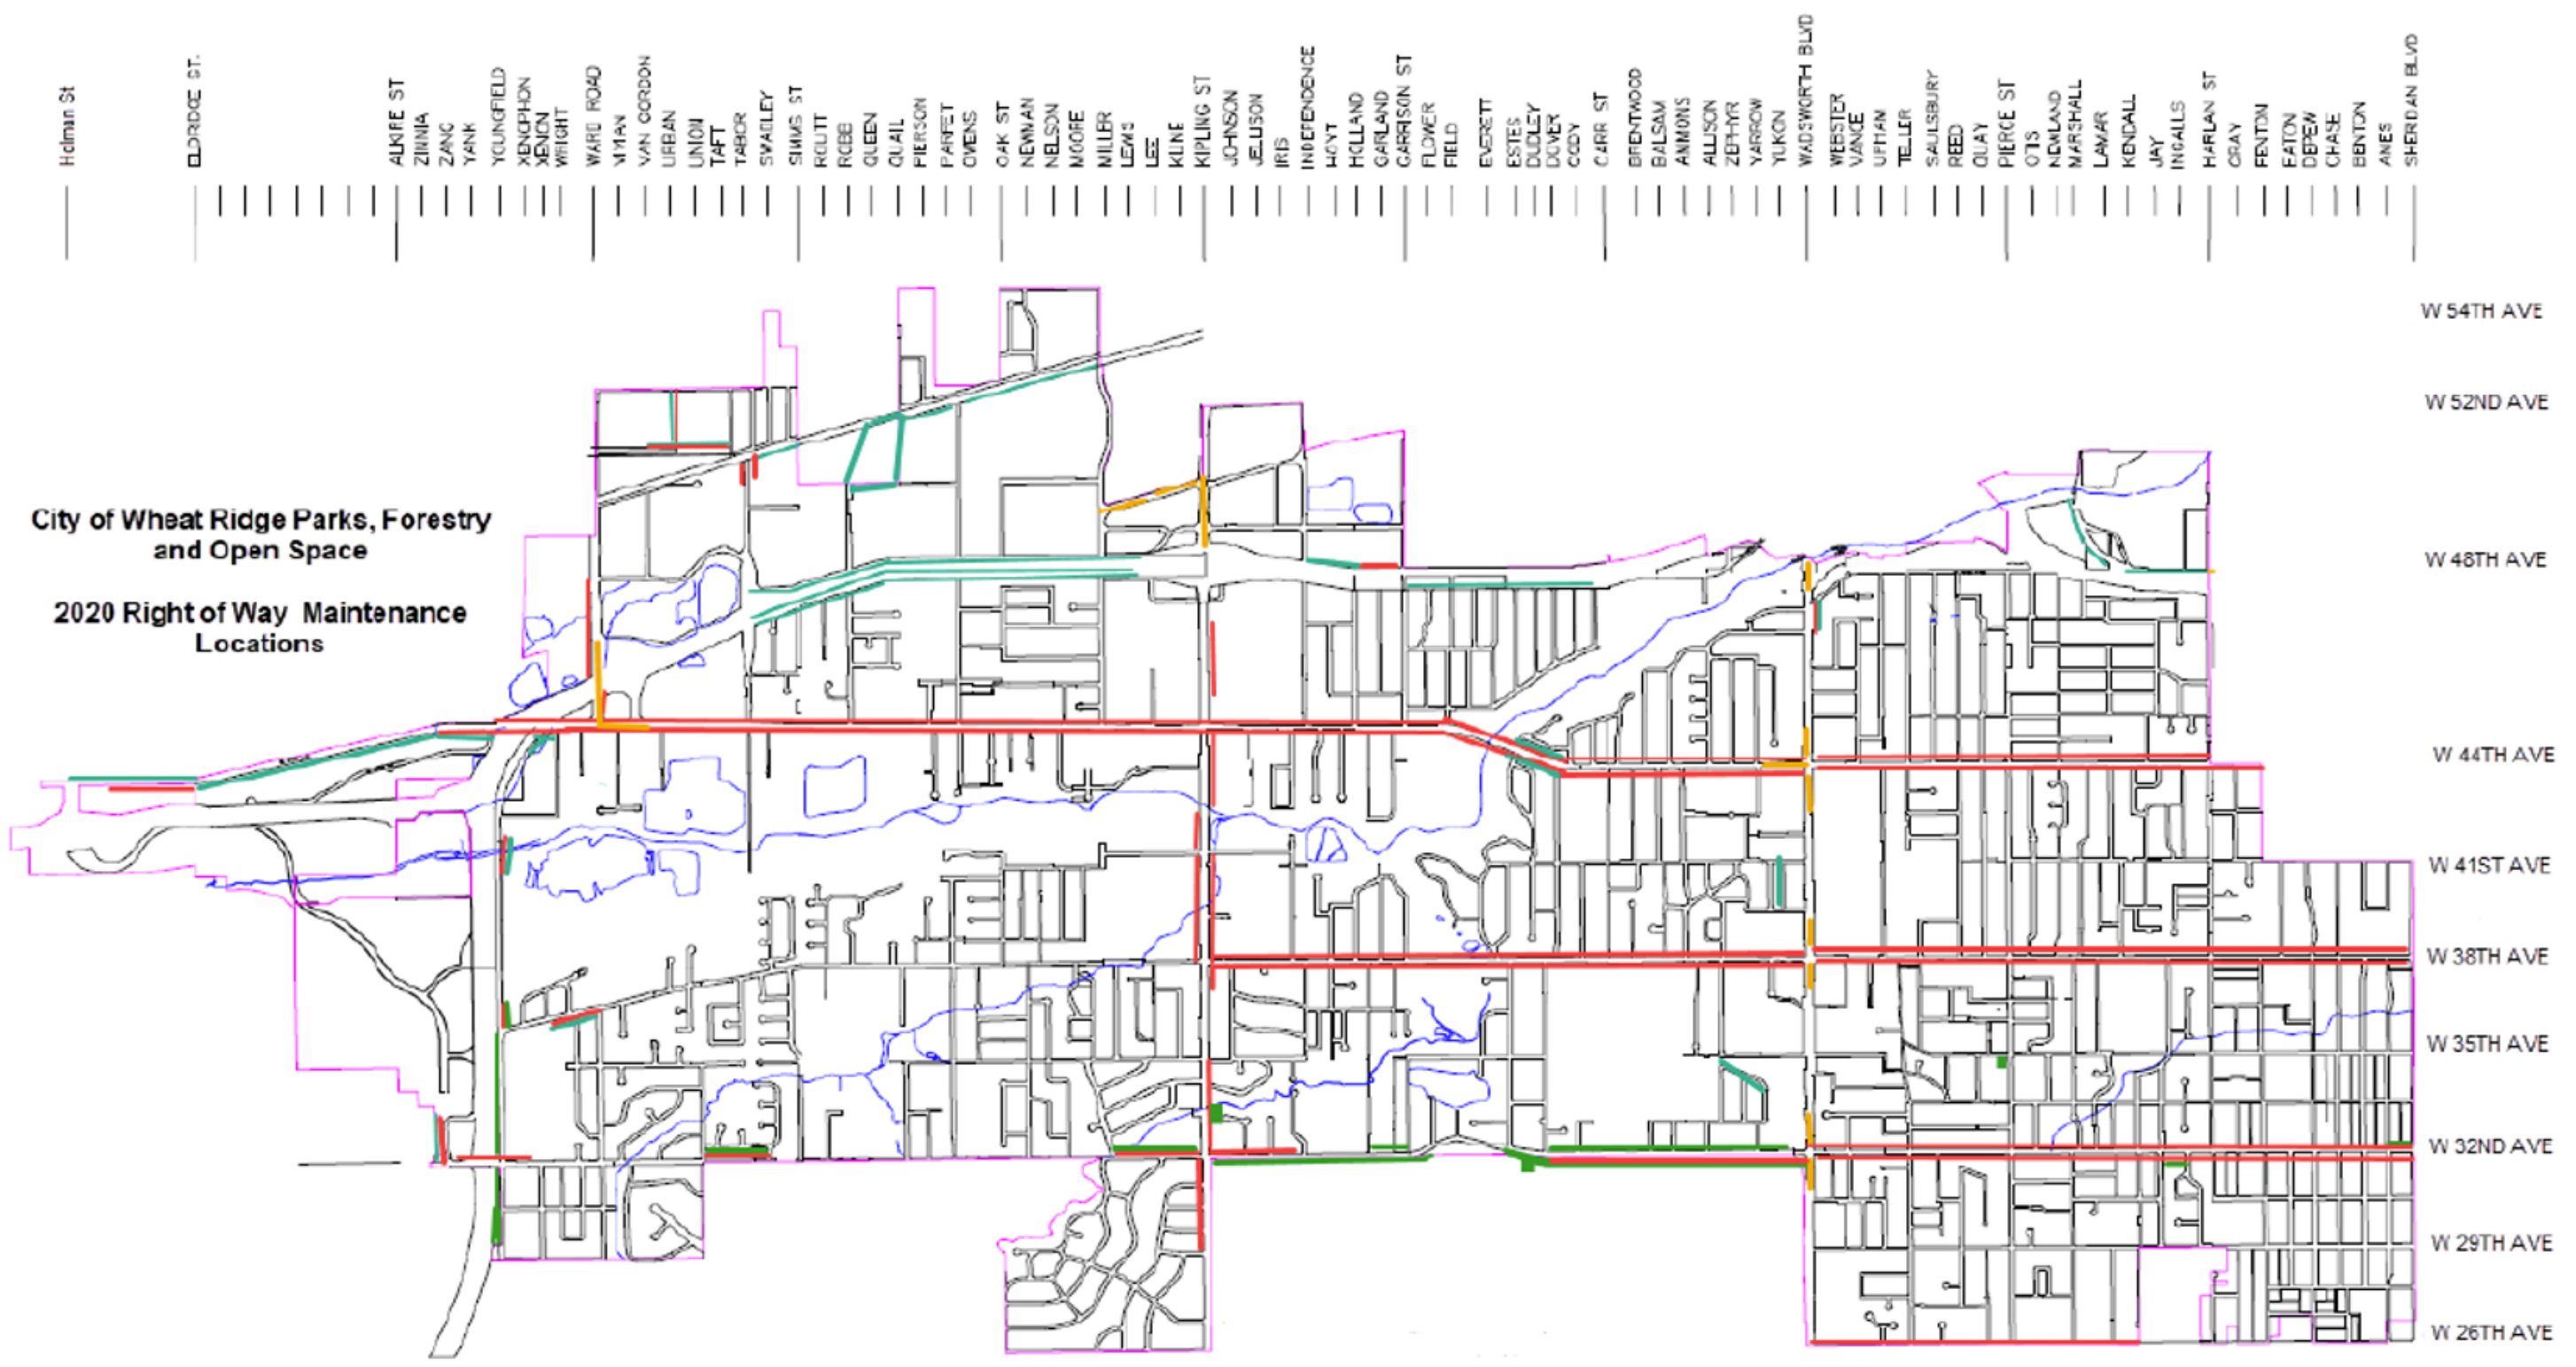 Holman St
ELDRIDGE ST.
ALKIRE ST
ZINNIA
ZANG
YANK
YOUNGFIELD
XENOPHON
XENON
WRIGHT
WARD ROAD
VIVIAN
VAN GORDON
URBAN
UNION
TAFT
TABOR
SWADLEY
SIMMS ST
ROUTT
ROBB
QUEEN
QUAIL
PIERSON
PARFET
OWENS
OAK ST
NEWMAN
NELSON
MOORE
MILLER
LEWIS
LEE
KLINE
KIPLING ST
JOHNSON
JELLISON
IRIS
INDEPENDENCE
HOYT
HOLLAND
GARLAND
GARRISON ST
FLOWER
FIELD
EVERETT
ESTES
DUDLEY
DOVER
CODY
CARR ST
BRENTWOOD
BALSAM
AMMONS
ALLISON
ZEPHYR
YARROW
YUKON
WADSWORTH BLVD
WEBSTER
VANCE
UPHAM
TELLER
SAULSBURY
REED
QUAY
PIERCE ST
OTIS
NEWLAND
MARSHALL
LAMAR
KENDALL
JAY
INGALLS
HARLAN ST
GRAY
FENTON
EATON
DEPEW
CHASE
BENTON
AMES
SHERIDAN BLVD
W 54TH AVE
W 52ND AVE
City of Wheat Ridge Parks, Forestry
and Open Space
W 48TH AVE
2020 Right of Way Maintenance
Locations
W 44TH AVE
W 41ST AVE
W 38TH AVE
W 35TH AVE
W 32ND AVE
W 29TH AVE
W 26TH AVE